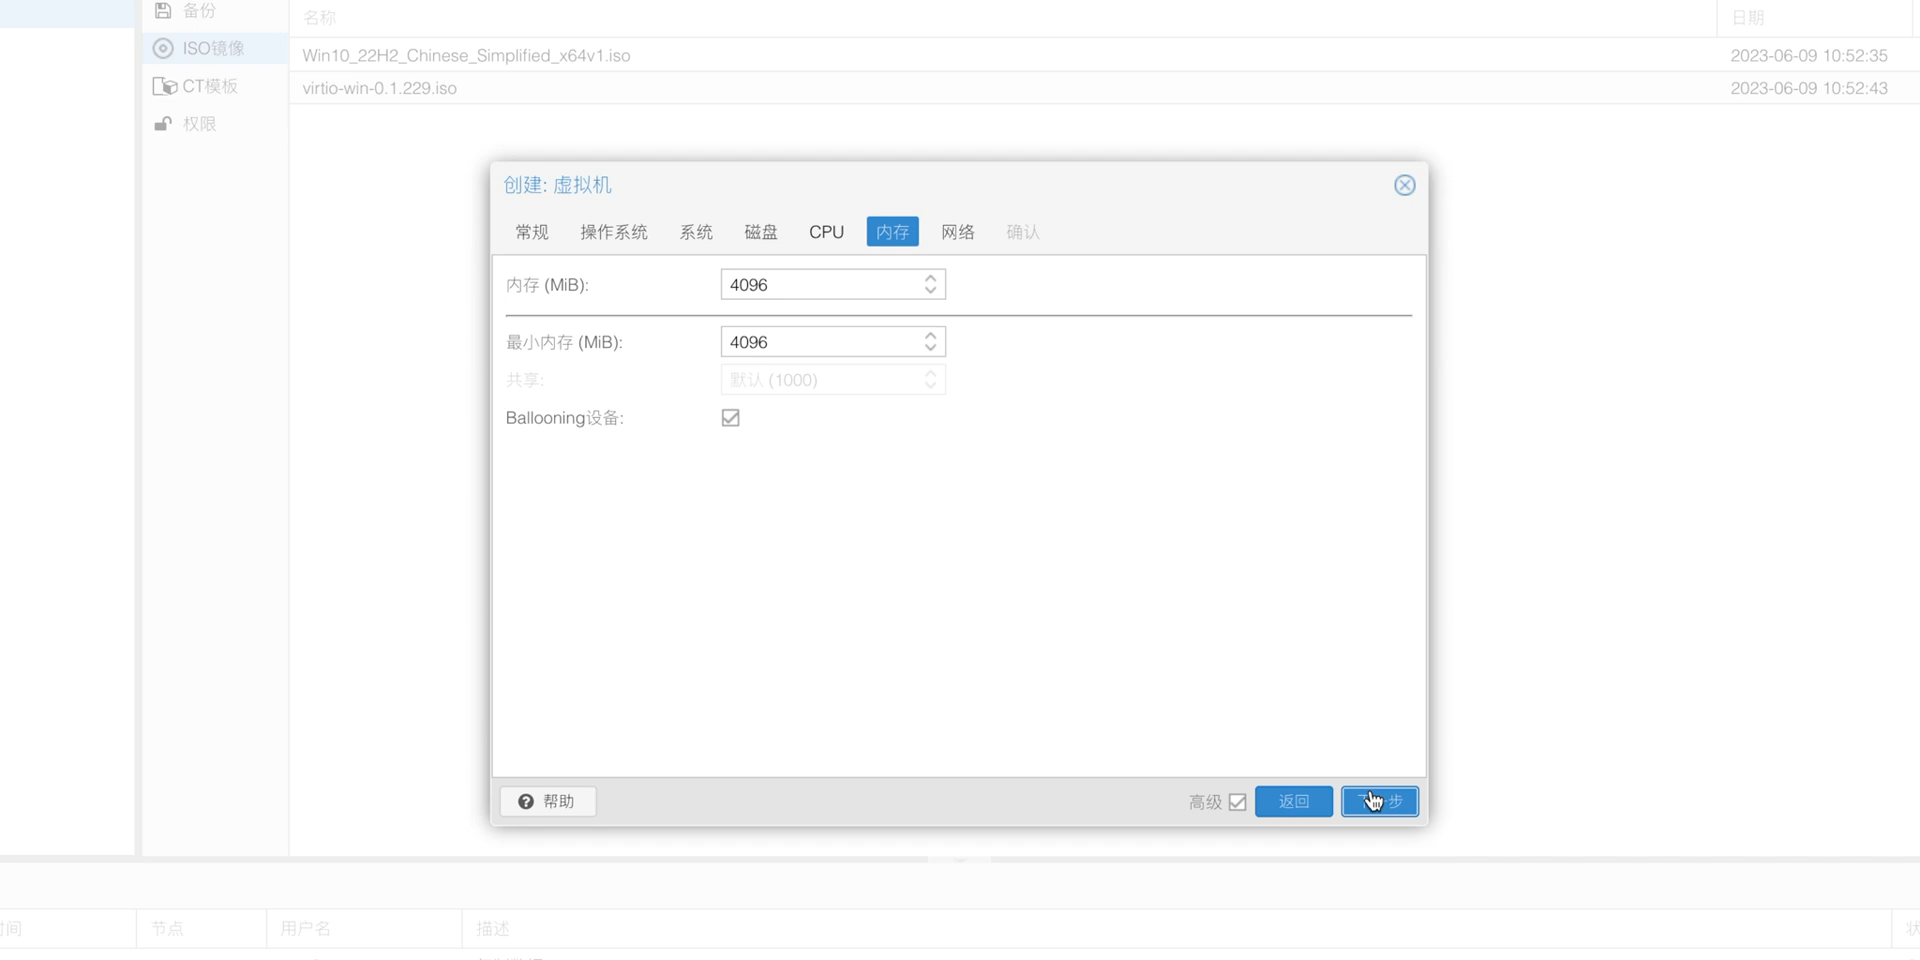 备份
名称
日期
ISO镜像
Win10_22H2_Chinese_Simplified_x64v1.iso
2023-06-09 10:52:35
CT模板
virtio-win-0.1.229.iso
2023-06-09 10:52:43
权限
创建: 虚拟机
常规 操作系统 系统 磁盘 CPU 内存 网络 确认
内存 (MiB): 4096
最小内存 (MiB): 4096
共享: 默认 (1000)
Ballooning设备:
帮助
高级
返回
步
节点
用户名
描述